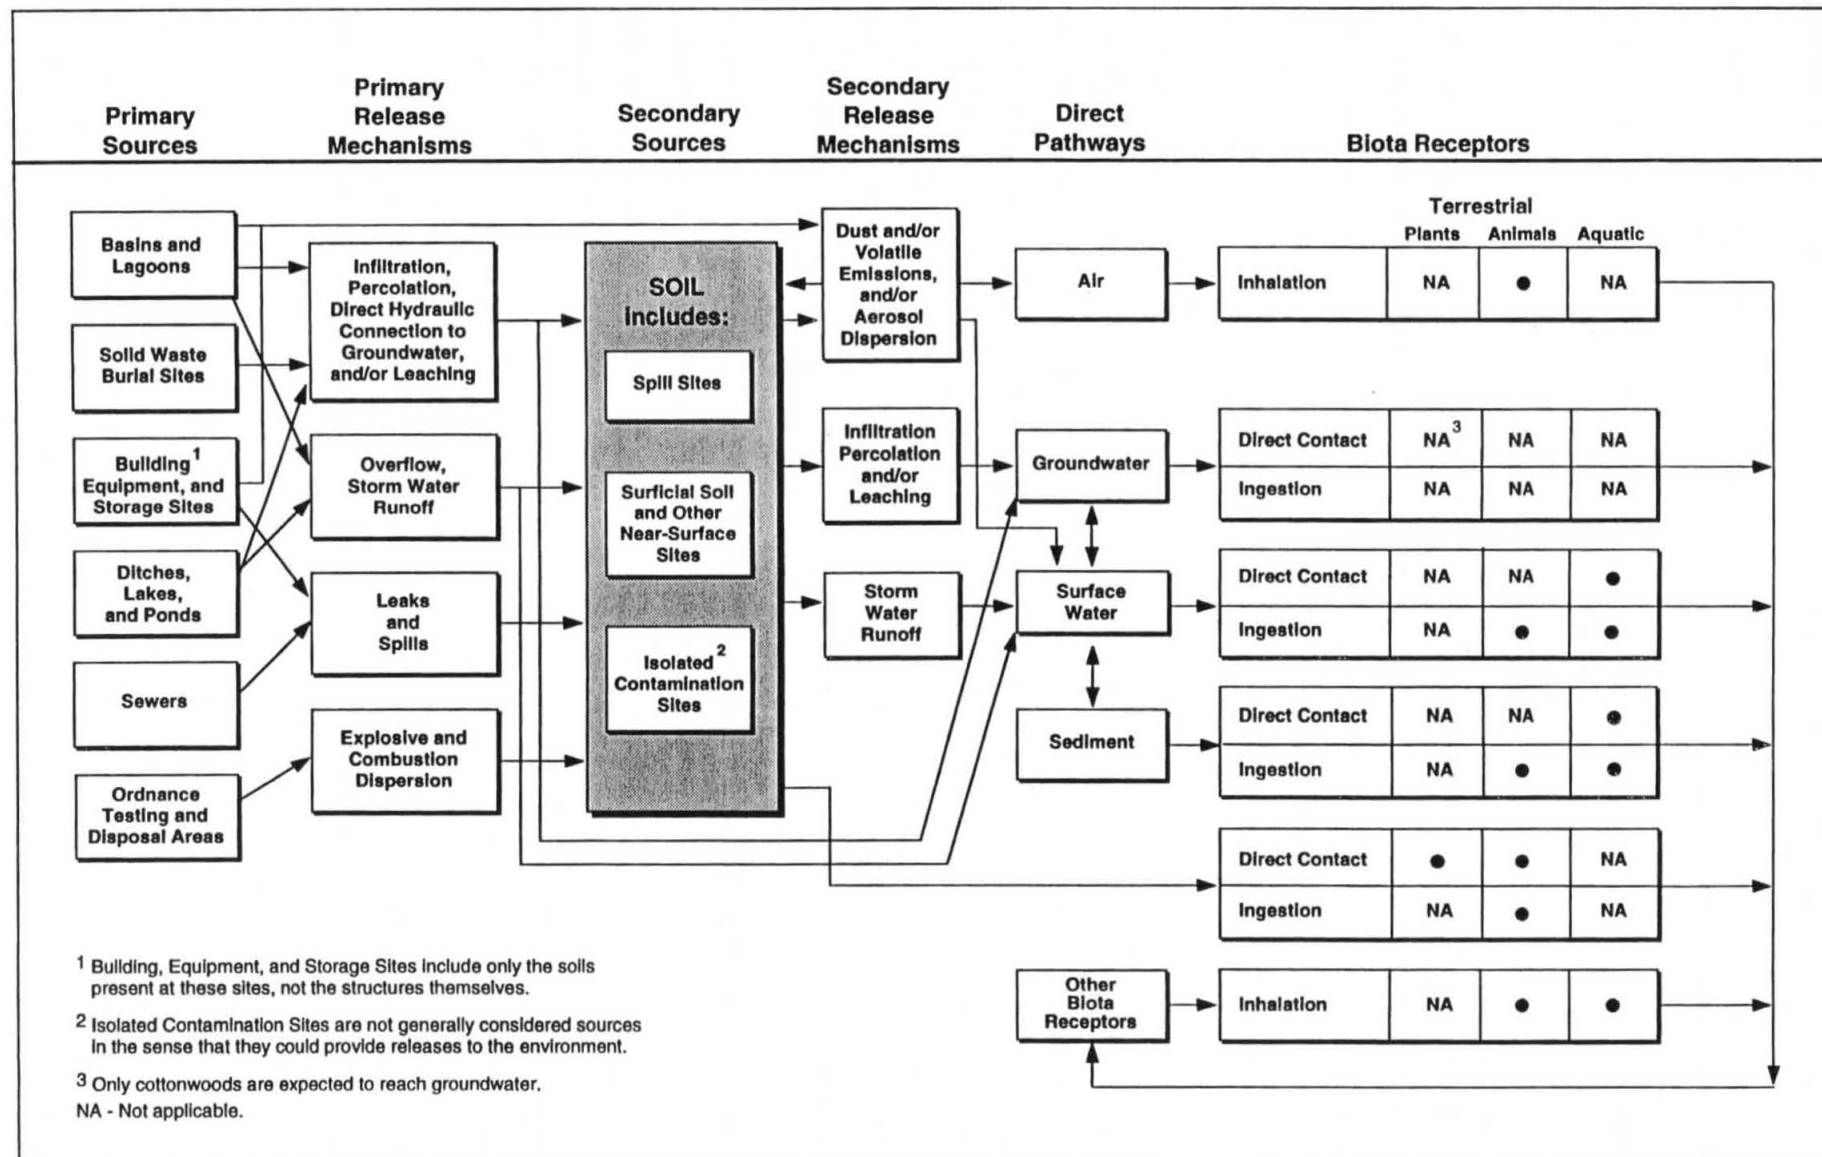 Primary
Sources
Primary
Release
Mechanisms
Secondary
Sources
Secondary
Release
Mechanisms
Direct
Pathways
Biota Receptors
Basins and
Lagoons
Solid Waste
Burial Sites
Building1
Equipment, and
Storage Sites
Ditches,
Lakes,
and Ponds
Sewers
Ordnance
Testing and
Disposal Areas
Infiltration,
Percolation,
Direct Hydraulic
Connection to
Groundwater,
and/or Leaching
Overflow,
Storm Water
Runoff
Leaks
and
Spills
Explosive and
Combustion
Dispersion
SOIL
includes:
Spill Sites
Surficial Soil
and Other
Near-Surface
Sites
Isolated2
Contamination
Sites
Dust and/or
Volatile
Emissions,
and/or
Aerosol
Dispersion
Infiltration
Percolation
and/or
Leaching
Storm
Water
Runoff
Air
Groundwater
Surface
Water
Sediment
Other
Biota
Receptors
Terrestrial
Plants Animals Aquatic
Inhalation NA ● NA
Direct Contact NA3 NA NA
Ingestion NA NA NA
Direct Contact NA NA ●
Ingestion NA ● ●
Direct Contact NA NA ●
Ingestion NA ● ●
Direct Contact ● ● NA
Ingestion NA ● NA
Inhalation NA ● ●
1 Building, Equipment, and Storage Sites include only the soils
present at these sites, not the structures themselves.
2 Isolated Contamination Sites are not generally considered sources
in the sense that they could provide releases to the environment.
3 Only cottonwoods are expected to reach groundwater.
NA - Not applicable.